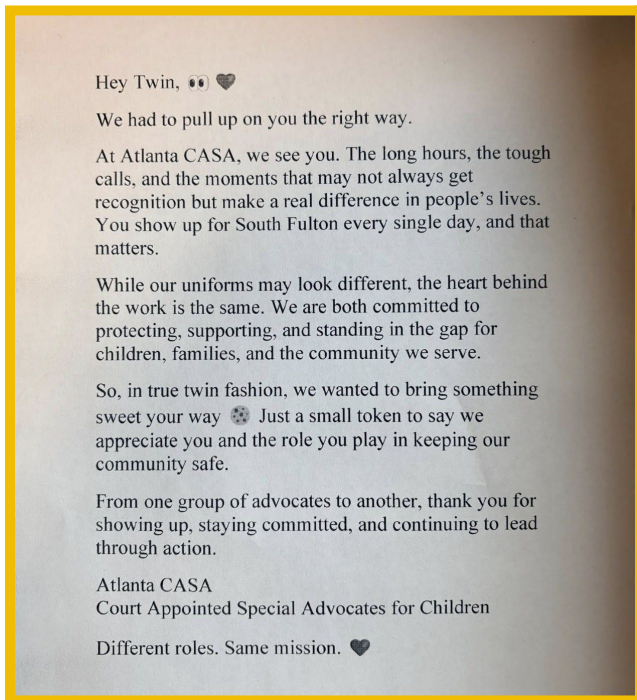 Hey Twin, 👀 🖤
We had to pull up on you the right way.
At Atlanta CASA, we see you. The long hours, the tough
calls, and the moments that may not always get
recognition but make a real difference in people’s lives.
You show up for South Fulton every single day, and that
matters.
While our uniforms may look different, the heart behind
the work is the same. We are both committed to
protecting, supporting, and standing in the gap for
children, families, and the community we serve.
So, in true twin fashion, we wanted to bring something
sweet your way 🍪 Just a small token to say we
appreciate you and the role you play in keeping our
community safe.
From one group of advocates to another, thank you for
showing up, staying committed, and continuing to lead
through action.
Atlanta CASA
Court Appointed Special Advocates for Children
Different roles. Same mission. 🖤